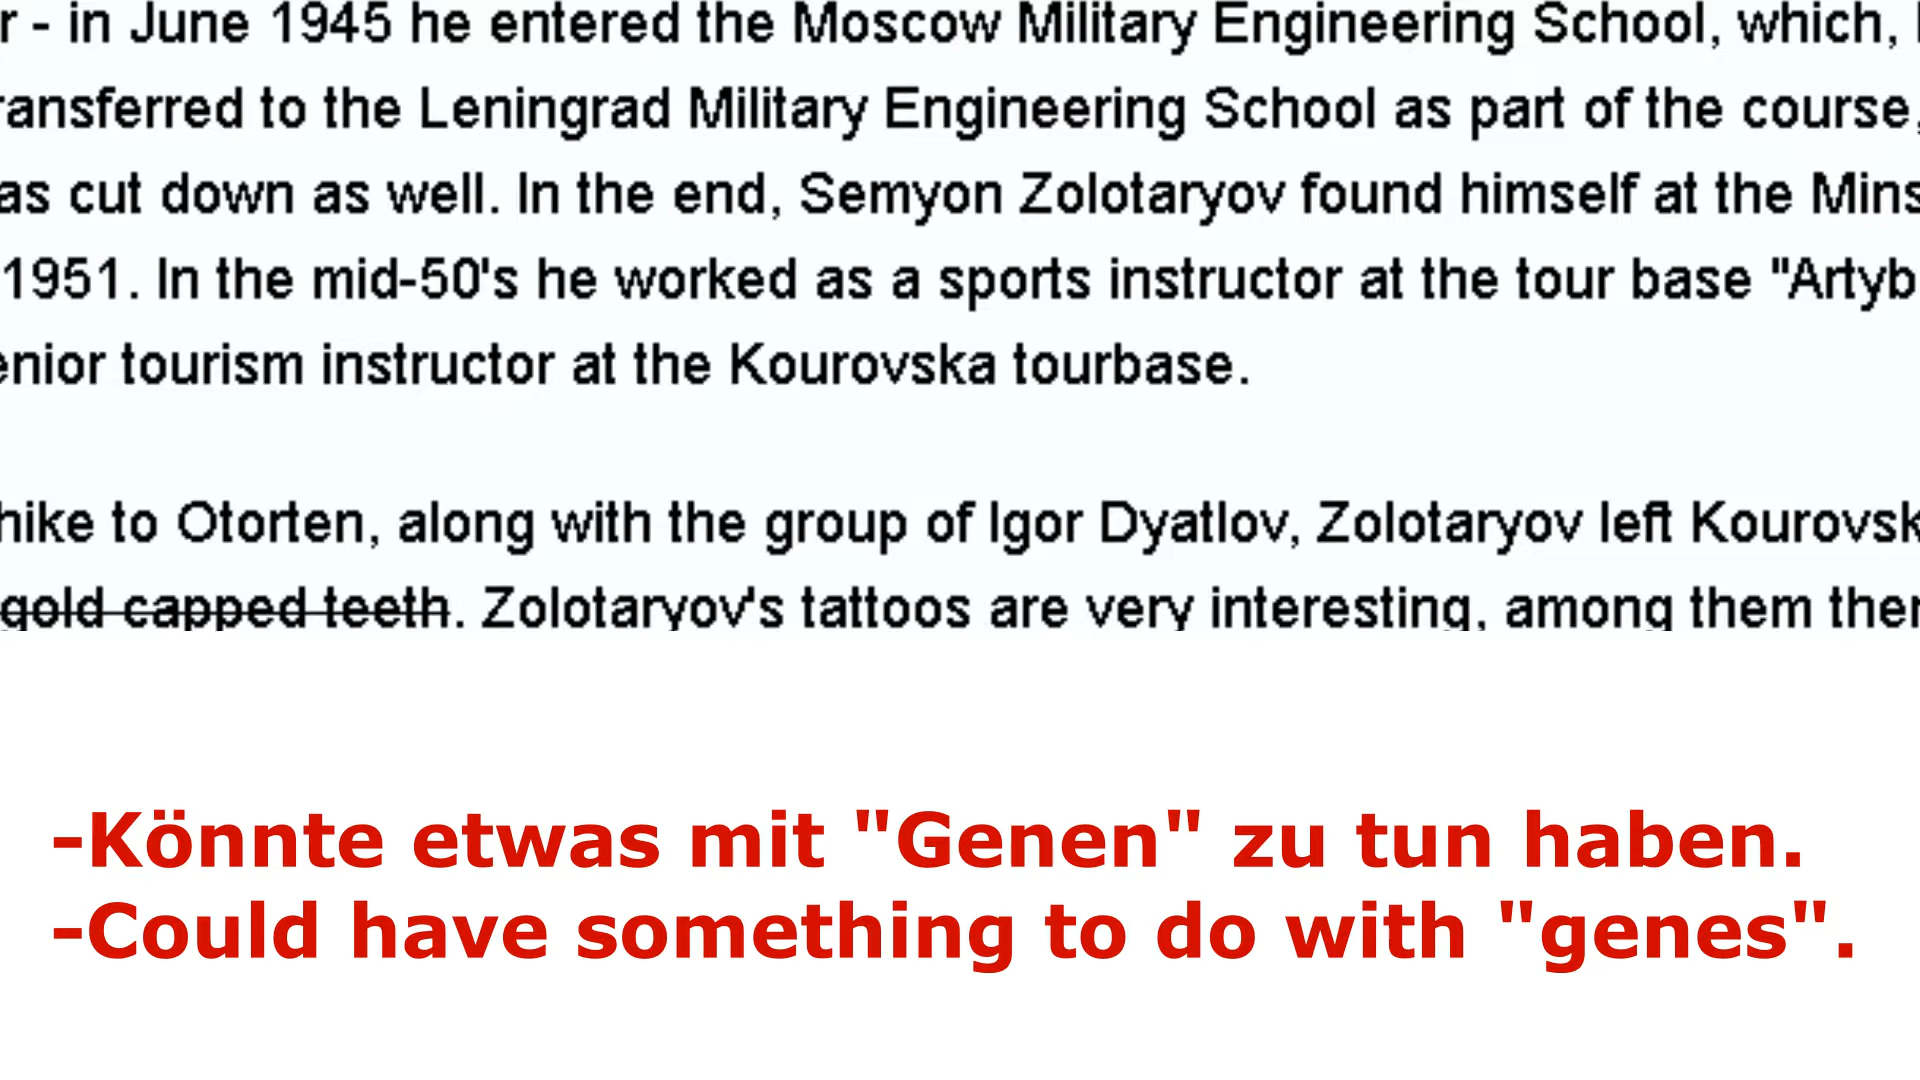 r - in June 1945 he entered the Moscow Military Engineering School, which,
ransferred to the Leningrad Military Engineering School as part of the course,
as cut down as well. In the end, Semyon Zolotaryov found himself at the Mins
1951. In the mid-50's he worked as a sports instructor at the tour base "Artyb
enior tourism instructor at the Kourovska tourbase.
hike to Otorten, along with the group of Igor Dyatlov, Zolotaryov left Kourovsk
gold capped teeth. Zolotaryov's tattoos are very interesting, among them ther
-Könnte etwas mit "Genen" zu tun haben.
-Could have something to do with "genes".